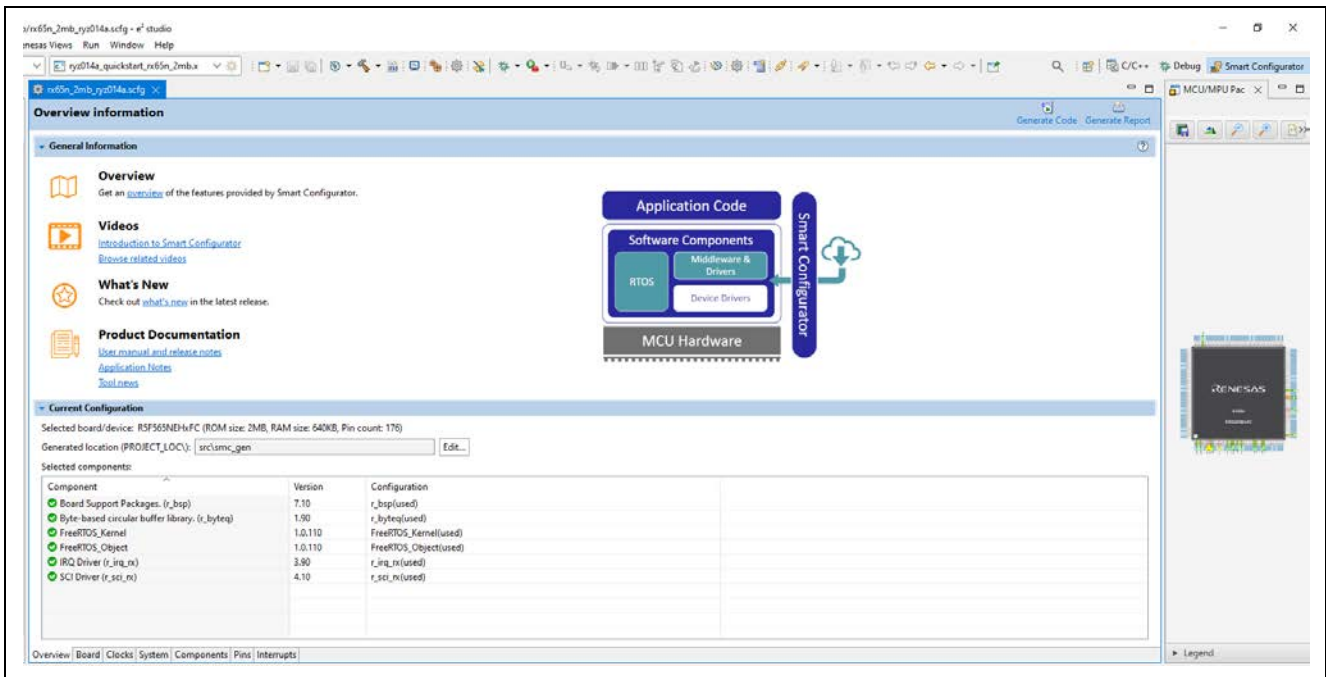 o/rx65n_2mb_ryz014a.scfg - e² studio
enesas Views Run Window Help
ryz014a_quickstart_rx65n_2mb.x
C/C++ Debug Smart Configurator
rx65n_2mb_ryz014a.scfg
MCU/MPU Pac
Overview information
Generate Code Generate Report
General Information
Overview
Get an overview of the features provided by Smart Configurator.
Videos
Introduction to Smart Configurator
Browse related videos
What's New
Check out what's new in the latest release.
Product Documentation
User manual and release notes
Application Notes
Tool news
Application Code
Software Components
RTOS
Middleware &
Drivers
Device Drivers
MCU Hardware
Smart Configurator
RENESAS
Current Configuration
Selected board/device: R5F565NEHxFC (ROM size: 2MB, RAM size: 640KB, Pin count: 176)
Generated location (PROJECT_LOC\): src\smc_gen Edit...
Selected components:
Component Version Configuration
Board Support Packages. (r_bsp) 7.10 r_bsp(used)
Byte-based circular buffer library. (r_byteq) 1.90 r_byteq(used)
FreeRTOS_Kernel 1.0.110 FreeRTOS_Kernel(used)
FreeRTOS_Object 1.0.110 FreeRTOS_Object(used)
IRQ Driver (r_irq_rx) 3.90 r_irq_rx(used)
SCI Driver (r_sci_rx) 4.10 r_sci_rx(used)
Overview Board Clocks System Components Pins Interrupts
Legend